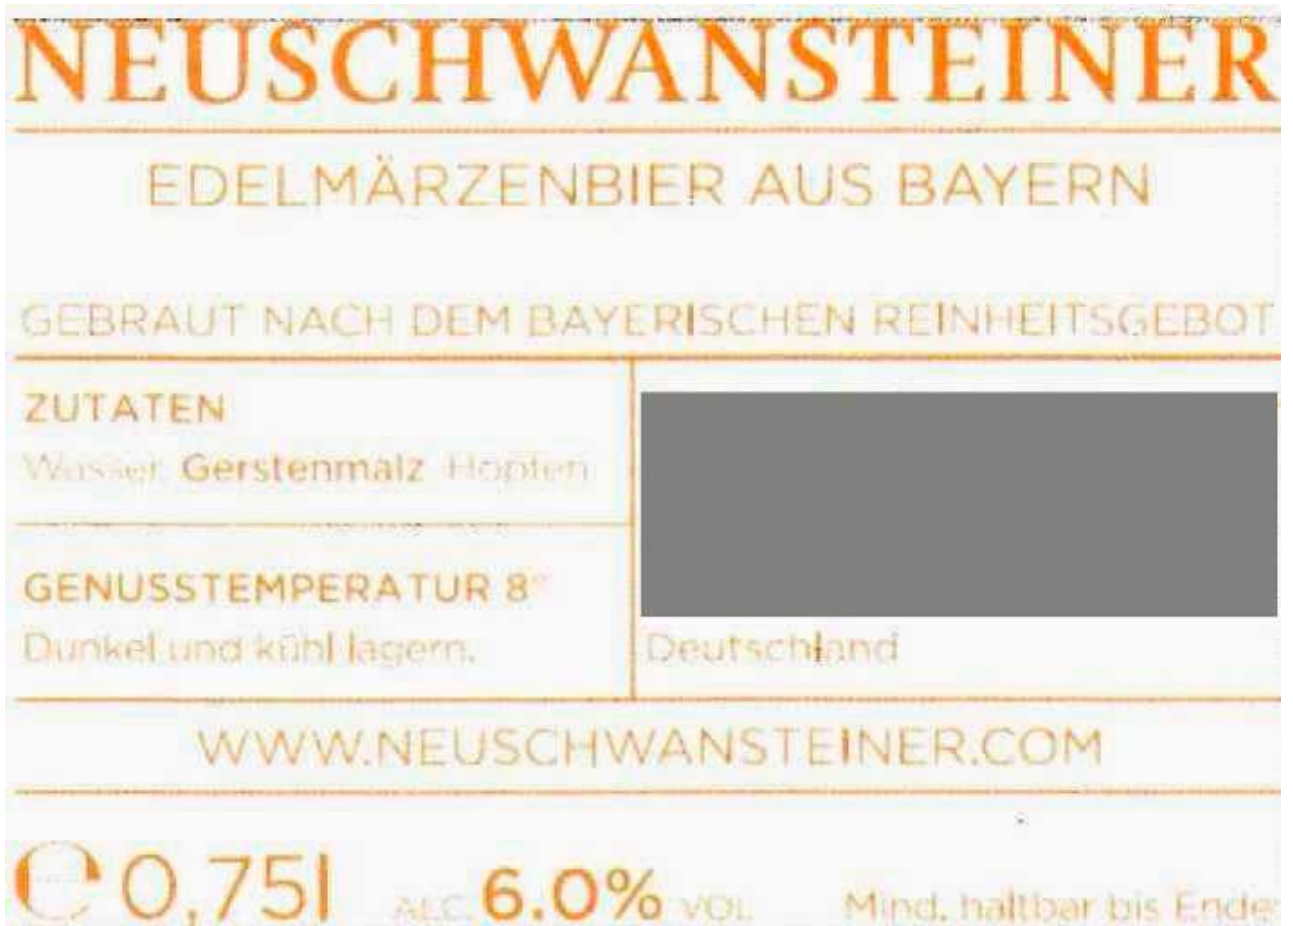 NEUSCHWANSTEINER
EDELMÄRZENBIER AUS BAYERN
GEBRAUT NACH DEM BAYERISCHEN REINHEITSGEBOT
ZUTATEN
Wasser, Gerstenmalz, Hopfen
GENUSSTEMPERATUR 8°
Dunkel und kühl lagern.
Deutschland
WWW.NEUSCHWANSTEINER.COM
℮ 0,75l ALC. 6.0% VOL. Mind. haltbar bis Ende: